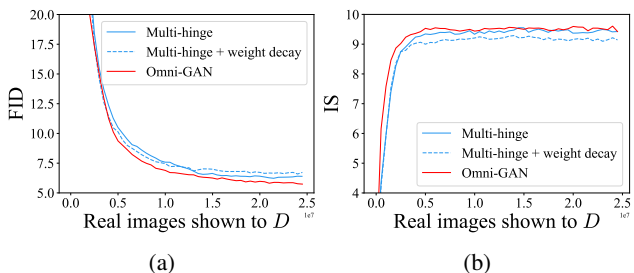 20.0
17.5
15.0
12.5
10.0
7.5
5.0
FID
Multi-hinge
Multi-hinge + weight decay
Omni-GAN
0.0 0.5 1.0 1.5 2.0 2.5
1e7
Real images shown to D
(a)
10
9
8
7
6
5
4
IS
Multi-hinge
Multi-hinge + weight decay
Omni-GAN
0.0 0.5 1.0 1.5 2.0 2.5
1e7
Real images shown to D
(b)